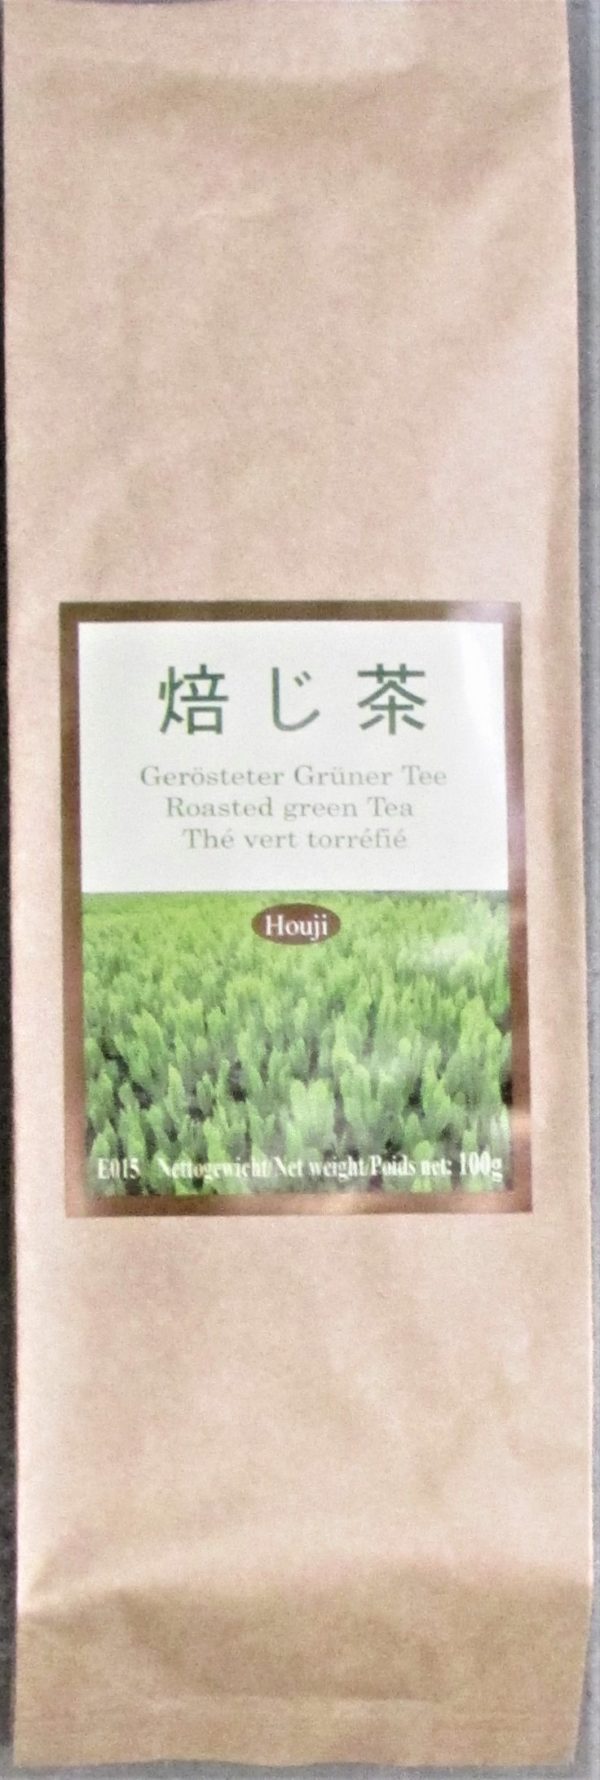 焙じ茶
Gerösteter Grüner Tee
Roasted green Tea
Thé vert torréfié
Houji
E015 Nettogewicht/Net weight/Poids net: 100g